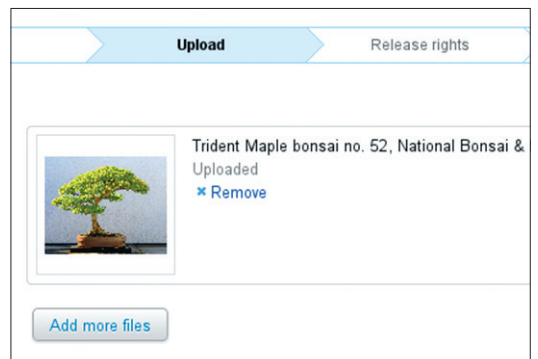 Upload
Release rights
Trident Maple bonsai no. 52, National Bonsai &
Uploaded
Remove
Add more files